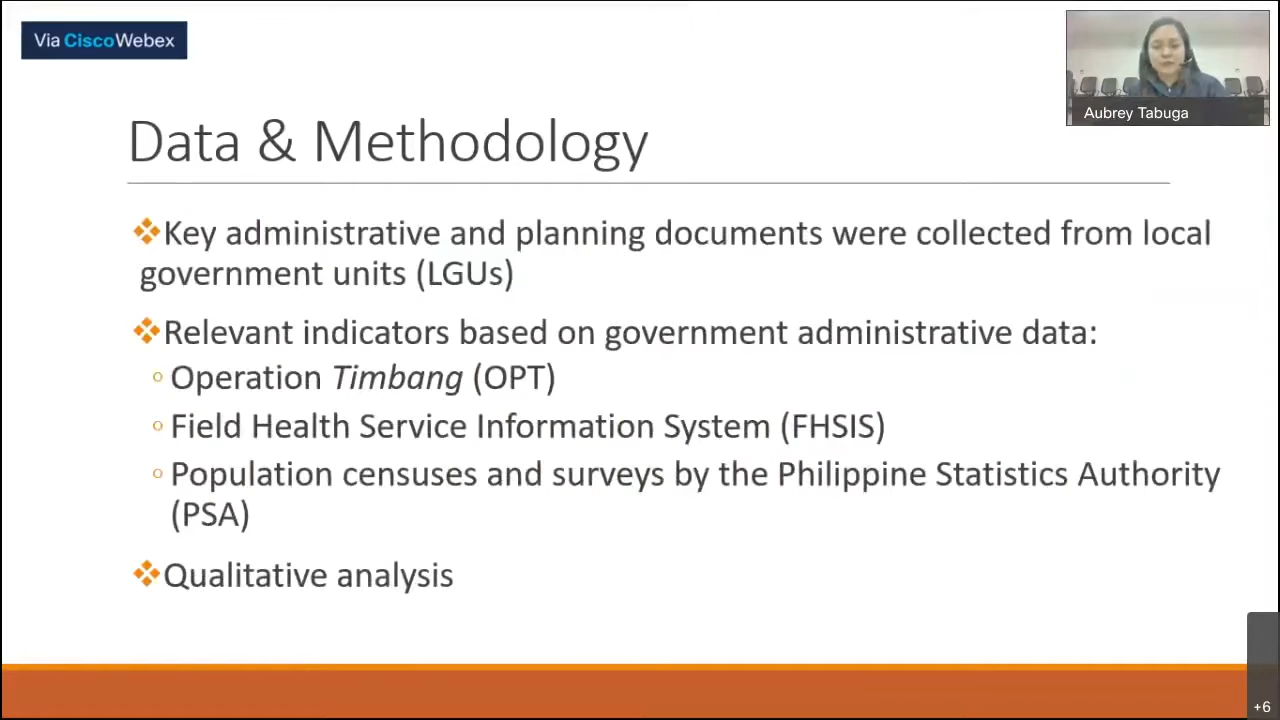 Via CiscoWebex
Aubrey Tabuga
Data & Methodology
Key administrative and planning documents were collected from local
government units (LGUs)
Relevant indicators based on government administrative data:
Operation Timbang (OPT)
Field Health Service Information System (FHSIS)
Population censuses and surveys by the Philippine Statistics Authority
(PSA)
Qualitative analysis
+6